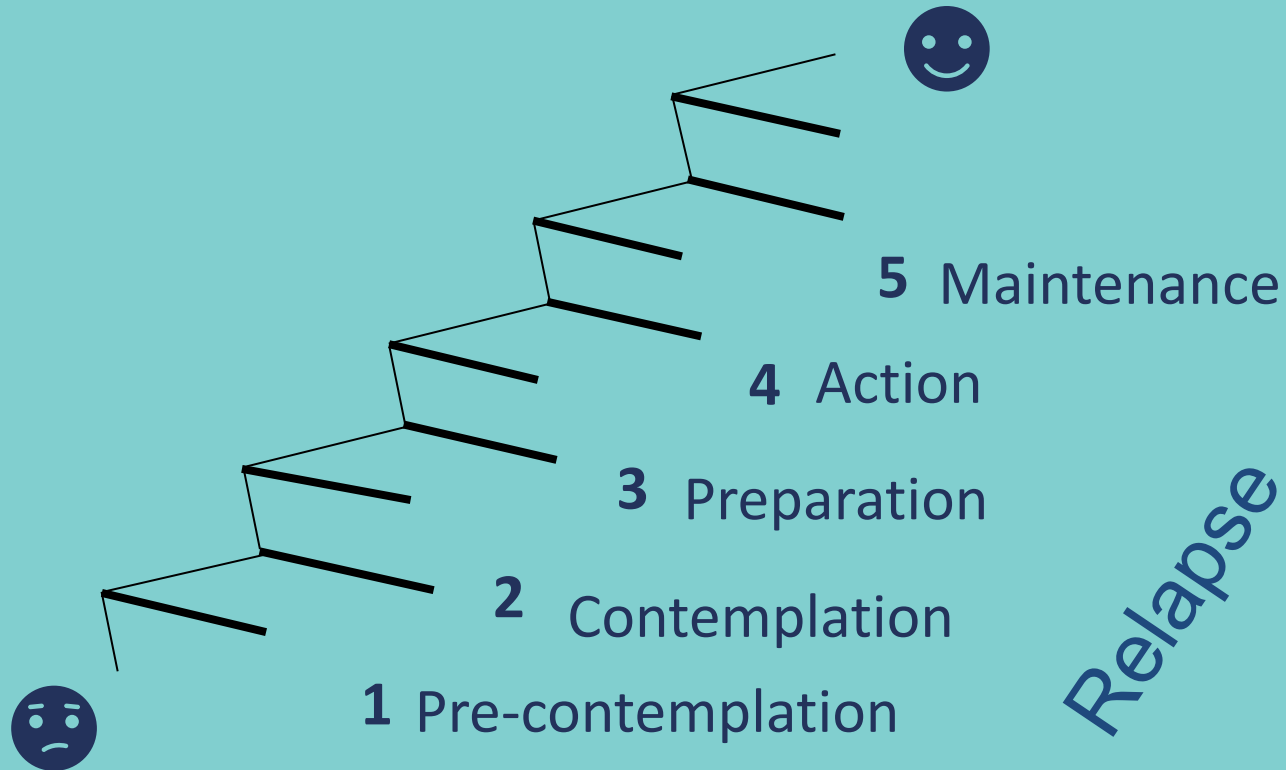 5 Maintenance
4 Action
3 Preparation
2 Contemplation
1 Pre-contemplation
Relapse